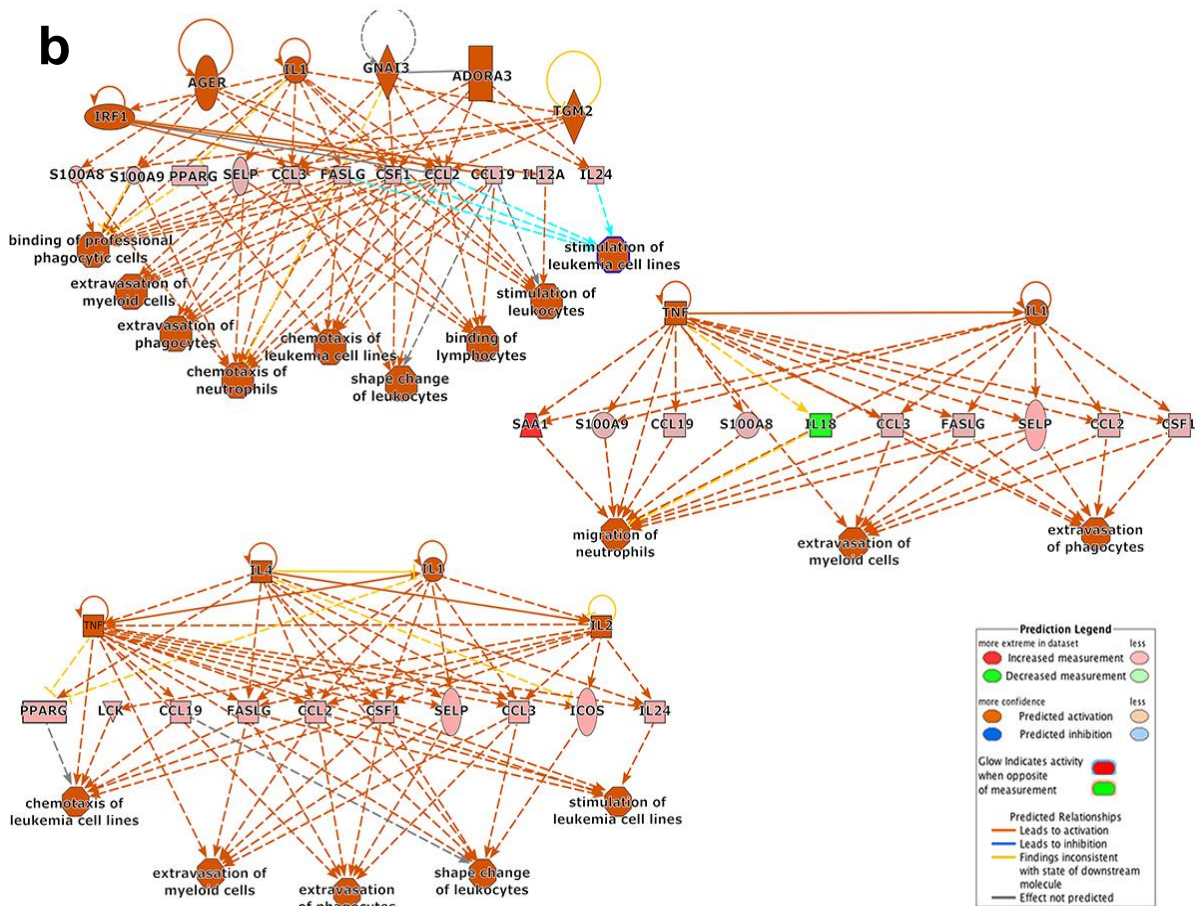 b
AGER
IL1
GNAI3
ADORA3
IRF1
TGM2
S100A8
S100A9
PPARG
SELP
CCL3
FASLG
CSF1
CCL2
CCL19
IL12A
IL24
binding of professional
phagocytic cells
stimulation of
leukemia cell lines
extravasation of
myeloid cells
stimulation of
leukocytes
extravasation of
phagocytes
chemotaxis of
leukemia cell lines
binding of
lymphocytes
chemotaxis of
neutrophils
shape change
of leukocytes
TNF
IL1
SAA1
S100A9
CCL19
S100A8
IL18
CCL3
FASLG
SELP
CCL2
CSF1
migration of
neutrophils
extravasation of
myeloid cells
extravasation
of phagocytes
IL4
IL1
TNF
IL2
PPARG
LCK
CCL19
FASLG
CCL2
CSF1
SELP
CCL3
ICOS
IL24
chemotaxis of
leukemia cell lines
stimulation of
leukemia cell lines
extravasation of
myeloid cells
extravasation
of phagocytes
shape change
of leukocytes
Prediction Legend
more extreme in dataset less
Increased measurement
Decreased measurement
more confidence less
Predicted activation
Predicted inhibition
Glow Indicates activity
when opposite
of measurement
Predicted Relationships
Leads to activation
Leads to inhibition
Findings inconsistent
with state of downstream
molecule
Effect not predicted